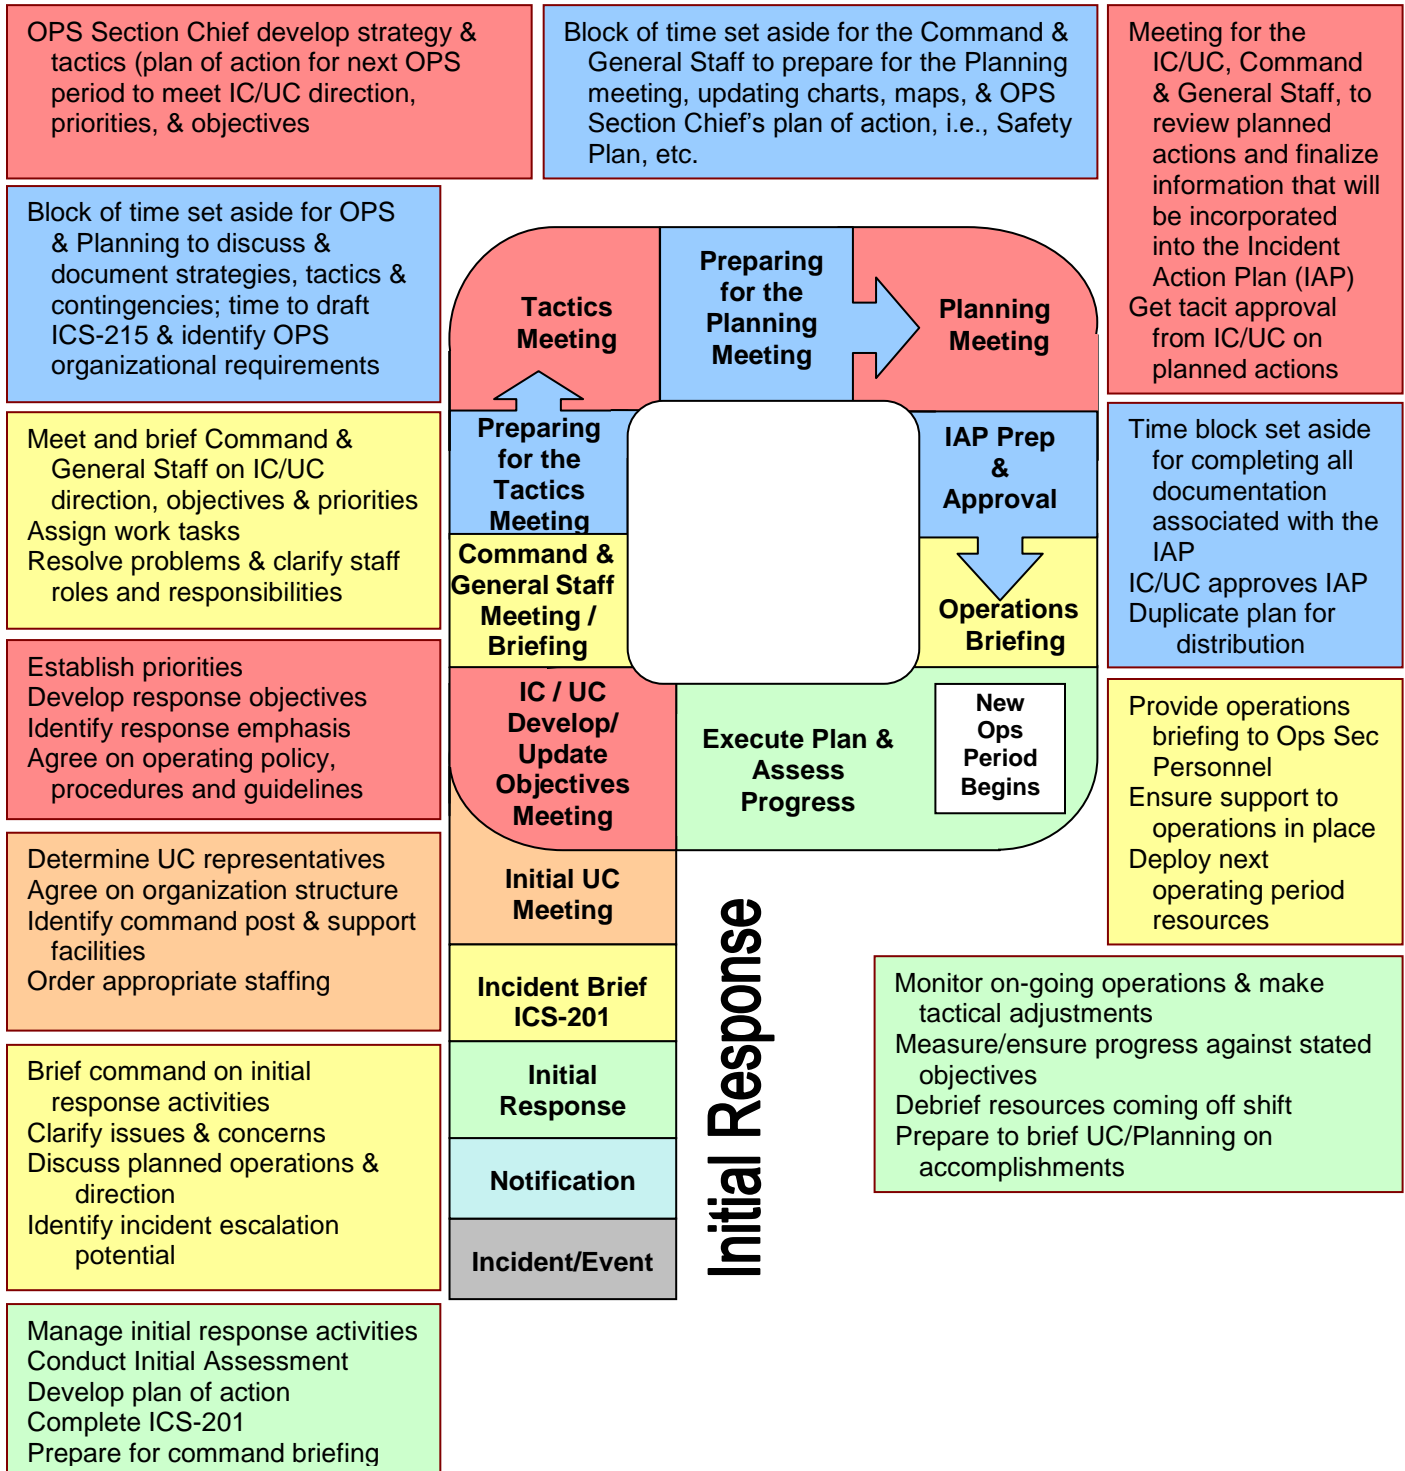 OPS Section Chief develop strategy &
tactics (plan of action for next OPS
period to meet IC/UC direction,
priorities, & objectives
Block of time set aside for the Command &
General Staff to prepare for the Planning
meeting, updating charts, maps, & OPS
Section Chief's plan of action, i.e., Safety
Plan, etc.
Meeting for the
IC/UC, Command
& General Staff, to
review planned
actions and finalize
information that will
be incorporated
into the Incident
Action Plan (IAP)
Get tacit approval
from IC/UC on
planned actions
Block of time set aside for OPS
& Planning to discuss &
document strategies, tactics &
contingencies; time to draft
ICS-215 & identify OPS
organizational requirements
Tactics
Meeting
Preparing
for the
Planning
Meeting
Planning
Meeting
Meet and brief Command &
General Staff on IC/UC
direction, objectives & priorities
Assign work tasks
Resolve problems & clarify staff
roles and responsibilities
Preparing
for the
Tactics
Meeting
IAP Prep
&
Approval
Time block set aside
for completing all
documentation
associated with the
IAP
IC/UC approves IAP
Duplicate plan for
distribution
Command &
General Staff
Meeting /
Briefing
Operations
Briefing
Establish priorities
Develop response objectives
Identify response emphasis
Agree on operating policy,
procedures and guidelines
IC / UC
Develop/
Update
Objectives
Meeting
Execute Plan &
Assess
Progress
New
Ops
Period
Begins
Provide operations
briefing to Ops Sec
Personnel
Ensure support to
operations in place
Deploy next
operating period
resources
Determine UC representatives
Agree on organization structure
Identify command post & support
facilities
Order appropriate staffing
Initial UC
Meeting
Incident Brief
ICS-201
Initial Response
Monitor on-going operations & make
tactical adjustments
Measure/ensure progress against stated
objectives
Debrief resources coming off shift
Prepare to brief UC/Planning on
accomplishments
Brief command on initial
response activities
Clarify issues & concerns
Discuss planned operations &
direction
Identify incident escalation
potential
Initial
Response
Notification
Incident/Event
Manage initial response activities
Conduct Initial Assessment
Develop plan of action
Complete ICS-201
Prepare for command briefing